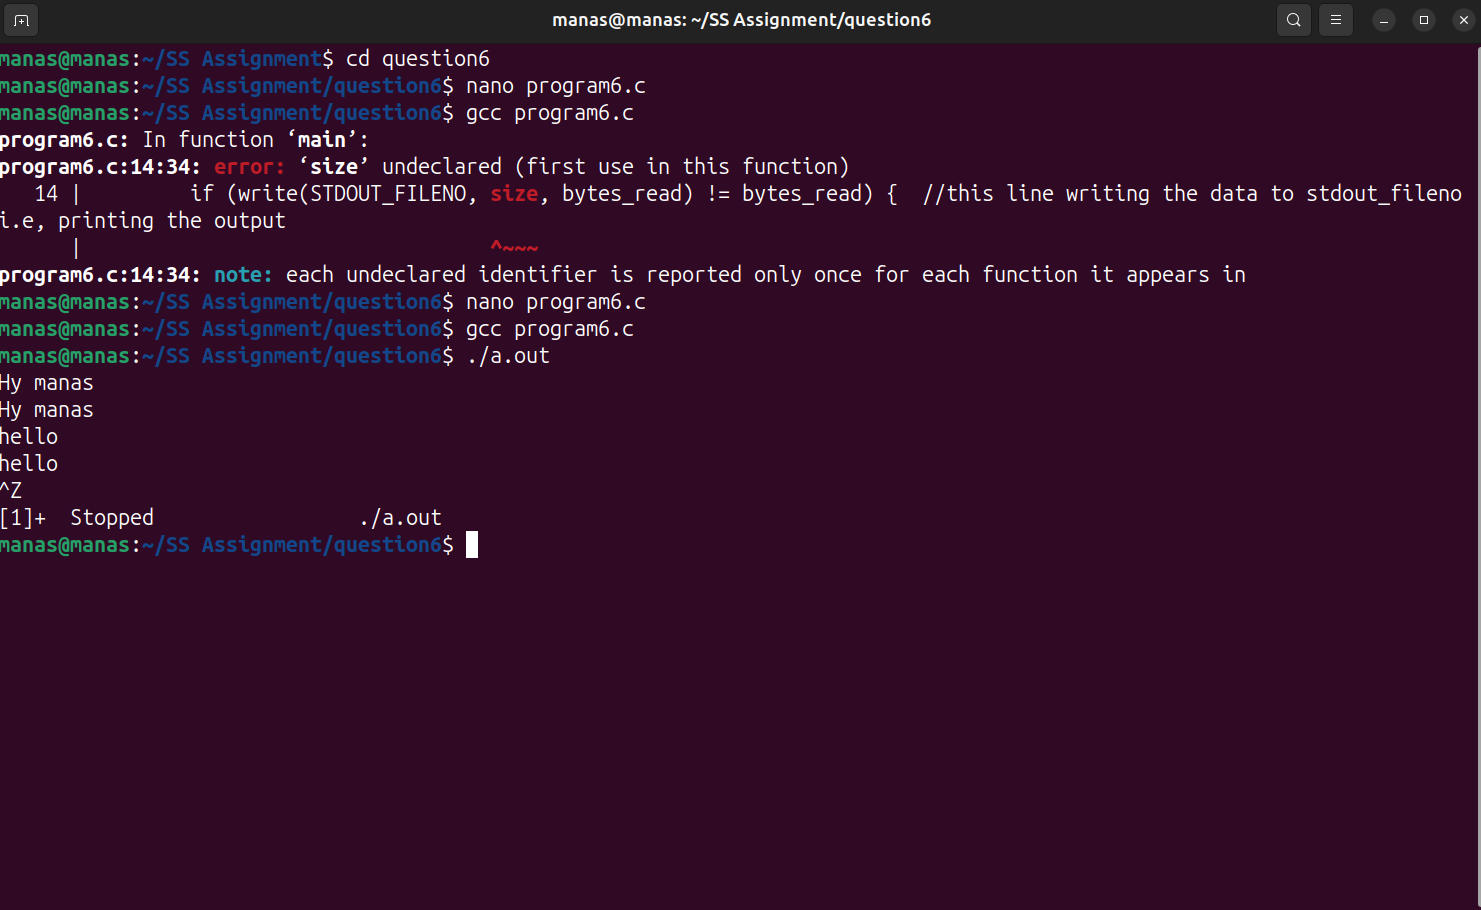 manas@manas: ~/SS Assignment/question6
manas@manas:~/SS Assignment$ cd question6
manas@manas:~/SS Assignment/question6$ nano program6.c
manas@manas:~/SS Assignment/question6$ gcc program6.c
program6.c: In function ‘main’:
program6.c:14:34: error: ‘size’ undeclared (first use in this function)
   14 |         if (write(STDOUT_FILENO, size, bytes_read) != bytes_read) {  //this line writing the data to stdout_fileno
i.e, printing the output
      |                                  ^~~~
program6.c:14:34: note: each undeclared identifier is reported only once for each function it appears in
manas@manas:~/SS Assignment/question6$ nano program6.c
manas@manas:~/SS Assignment/question6$ gcc program6.c
manas@manas:~/SS Assignment/question6$ ./a.out
Hy manas
Hy manas
hello
hello
^Z
[1]+  Stopped                 ./a.out
manas@manas:~/SS Assignment/question6$